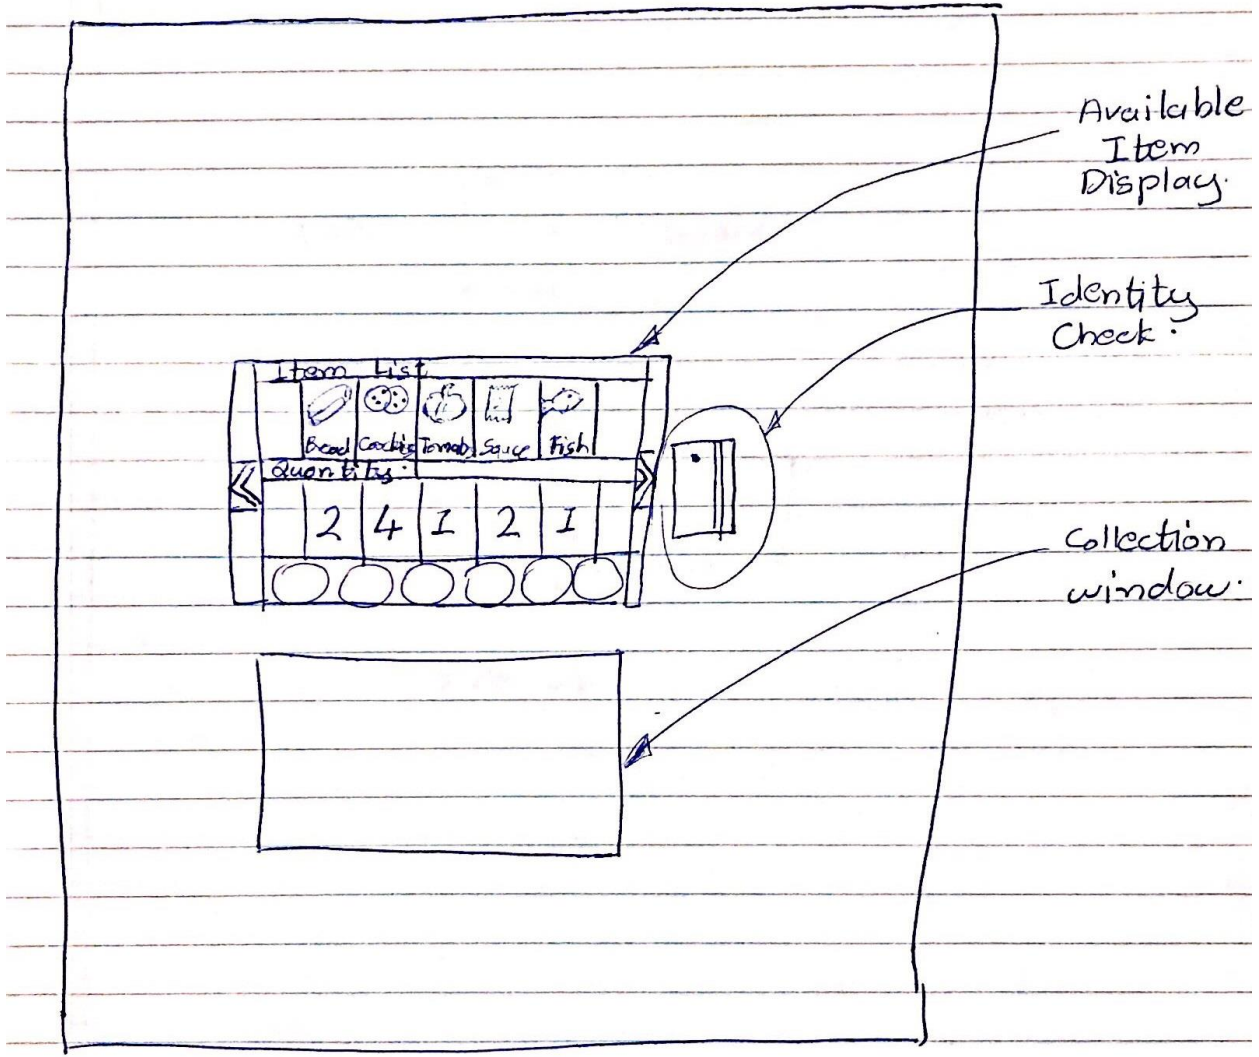 Available
Item
Display.
Identity
Check.
Item List
Bread Cookis Tomato Sauce Fish
Quantity.
2 4 1 2 1
Collection
window.